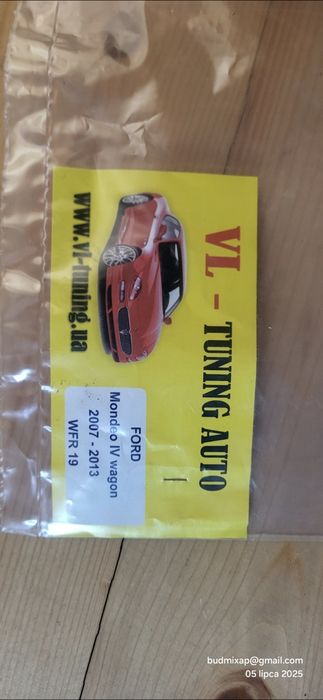 VL - TUNING AUTO
www.vl-tuning.ua
FORD
Mondeo IV wagon
2007 - 2013
WFR 19
budmixap@gmail.com
05 lipca 2025